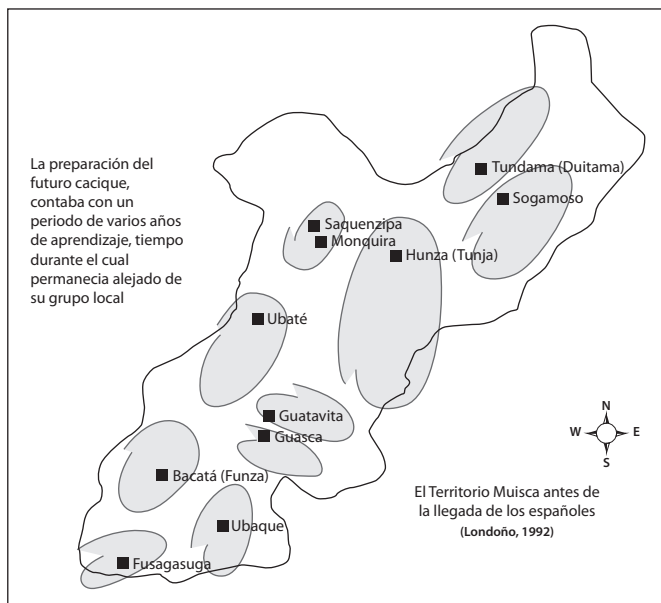 La preparación del
futuro cacique,
contaba con un
periodo de varios años
de aprendizaje, tiempo
durante el cual
permanecia alejado de
su grupo local
Tundama (Duitama)
Sogamoso
Saquenzipa
Monquira
Hunza (Tunja)
Ubaté
Guatavita
Guasca
Bacatá (Funza)
Ubaque
Fusagasuga
N
W E
S
El Territorio Muisca antes de
la llegada de los españoles
(Londoño, 1992)